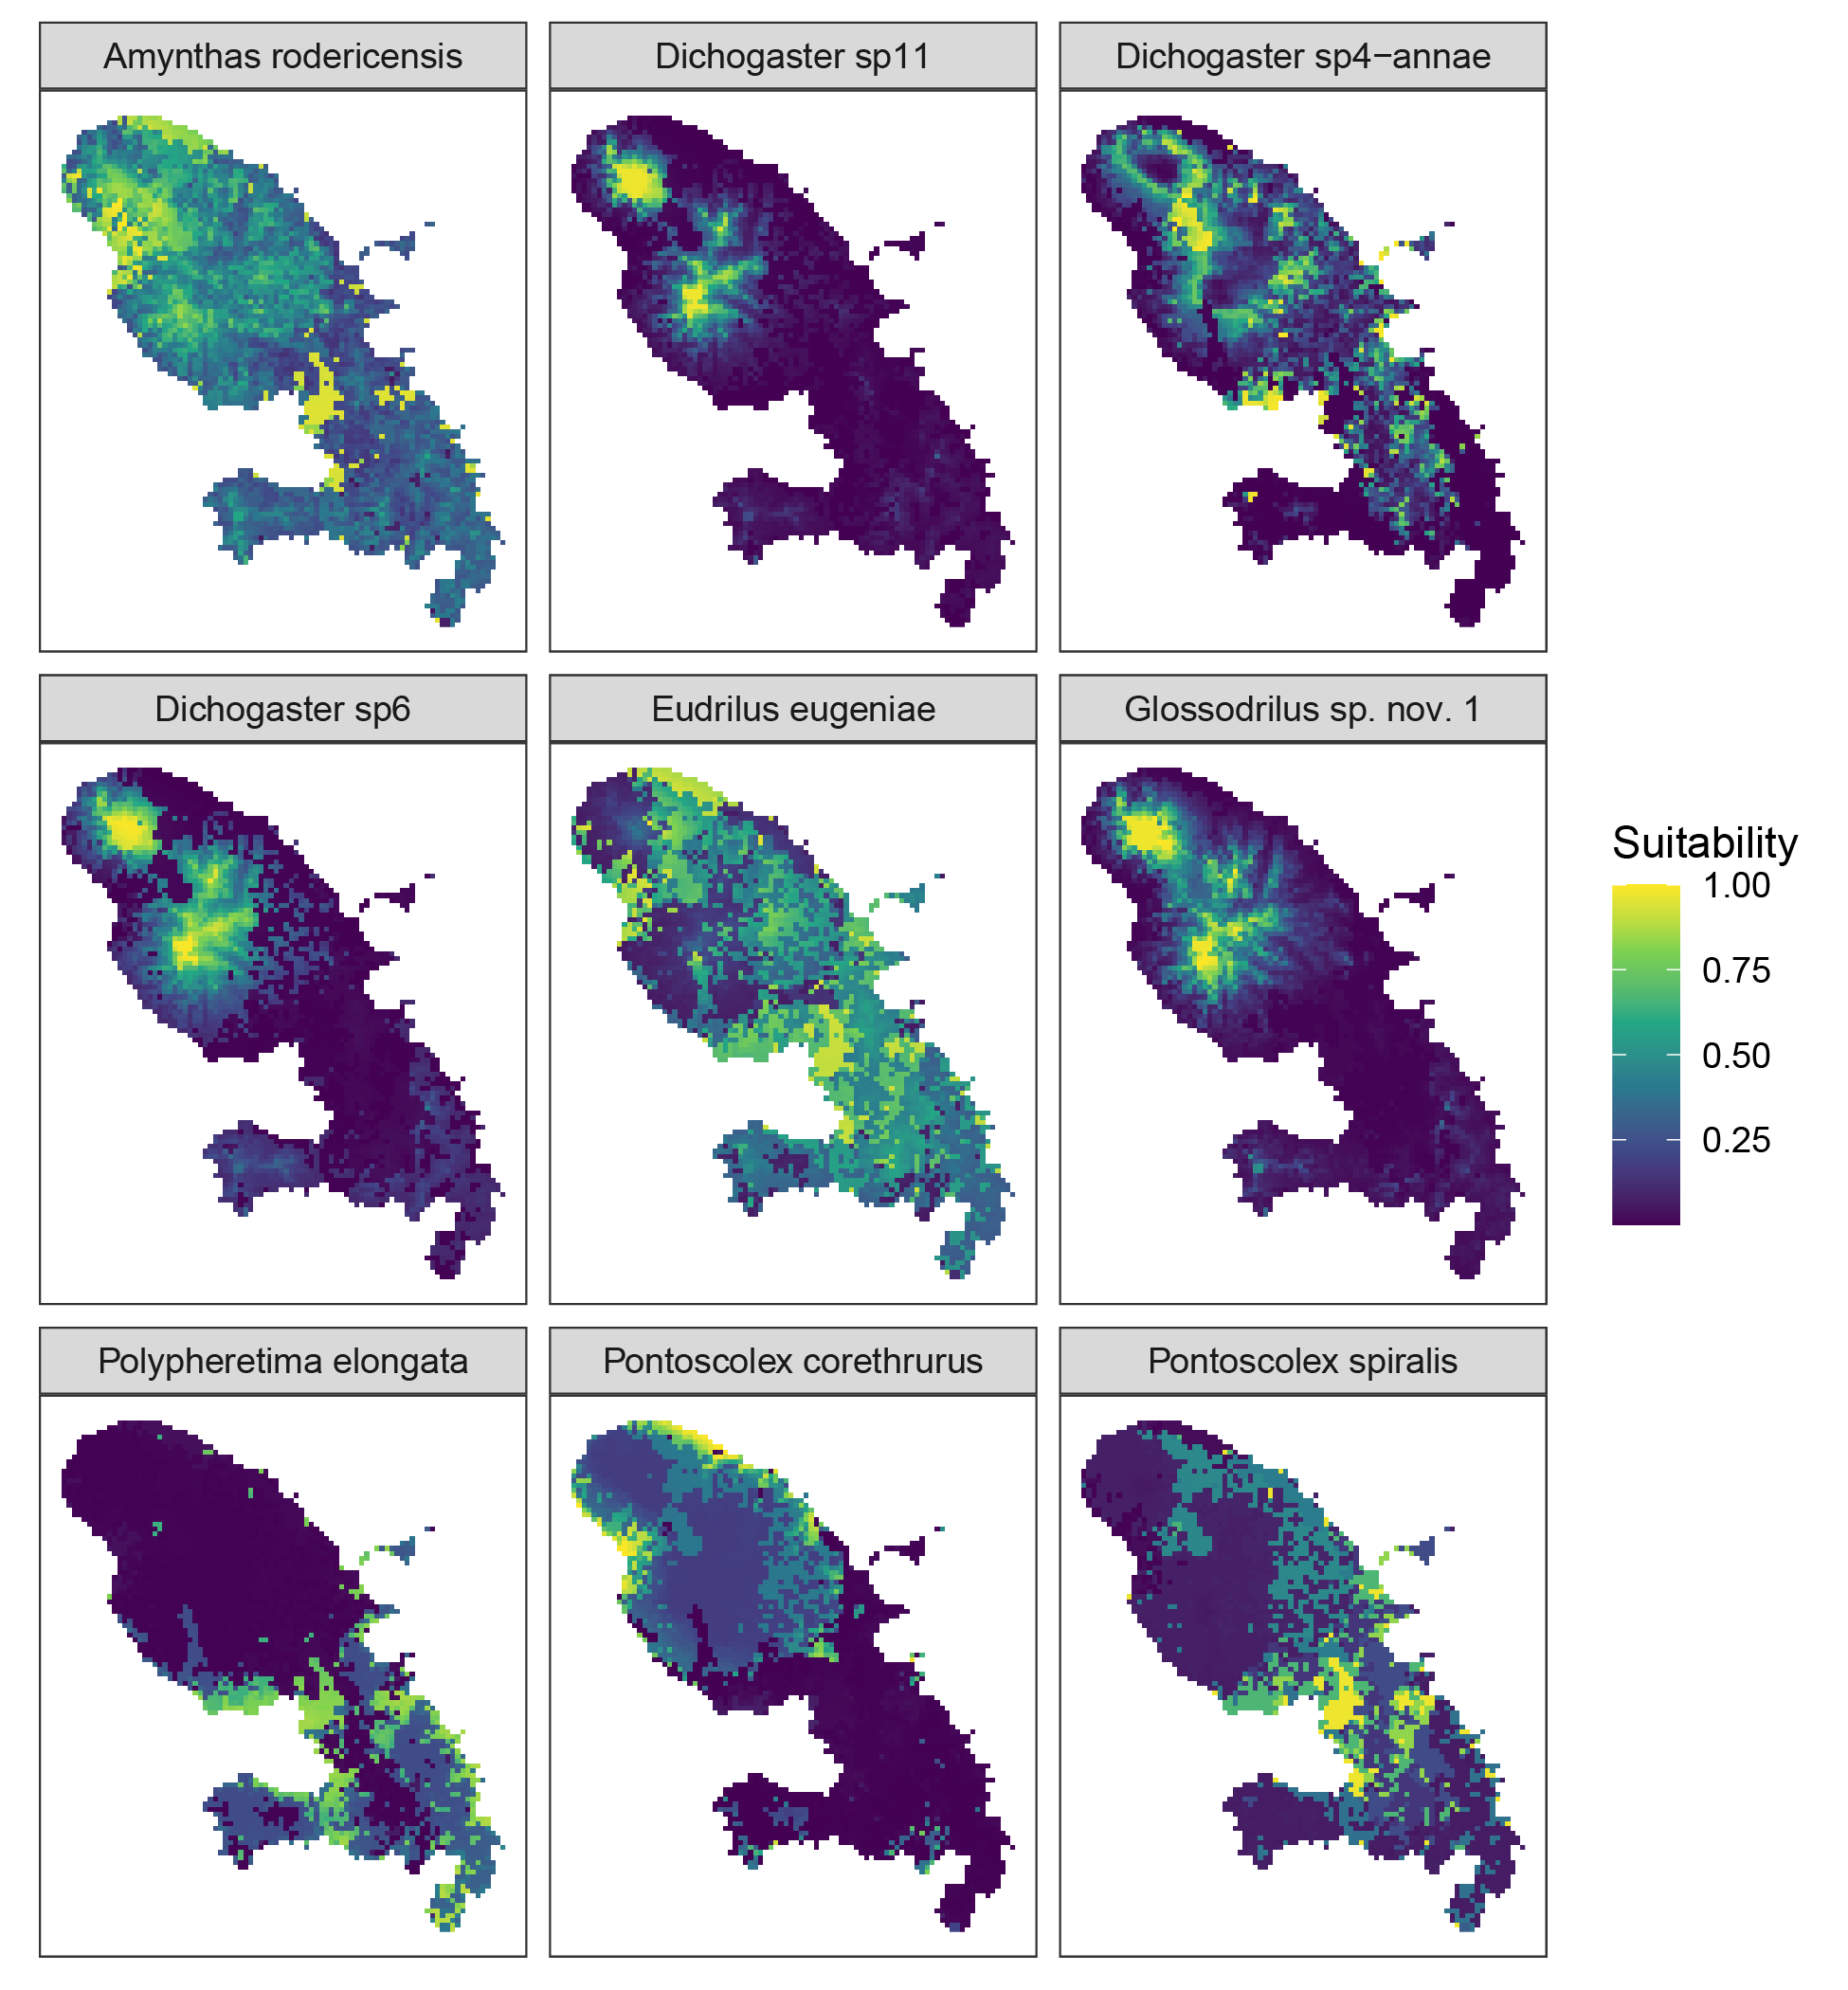 Amynthas rodericensis
Dichogaster sp11
Dichogaster sp4−annae
Dichogaster sp6
Eudrilus eugeniae
Glossodrilus sp. nov. 1
Suitability
1.00
0.75
0.50
0.25
Polypheretima elongata
Pontoscolex corethrurus
Pontoscolex spiralis